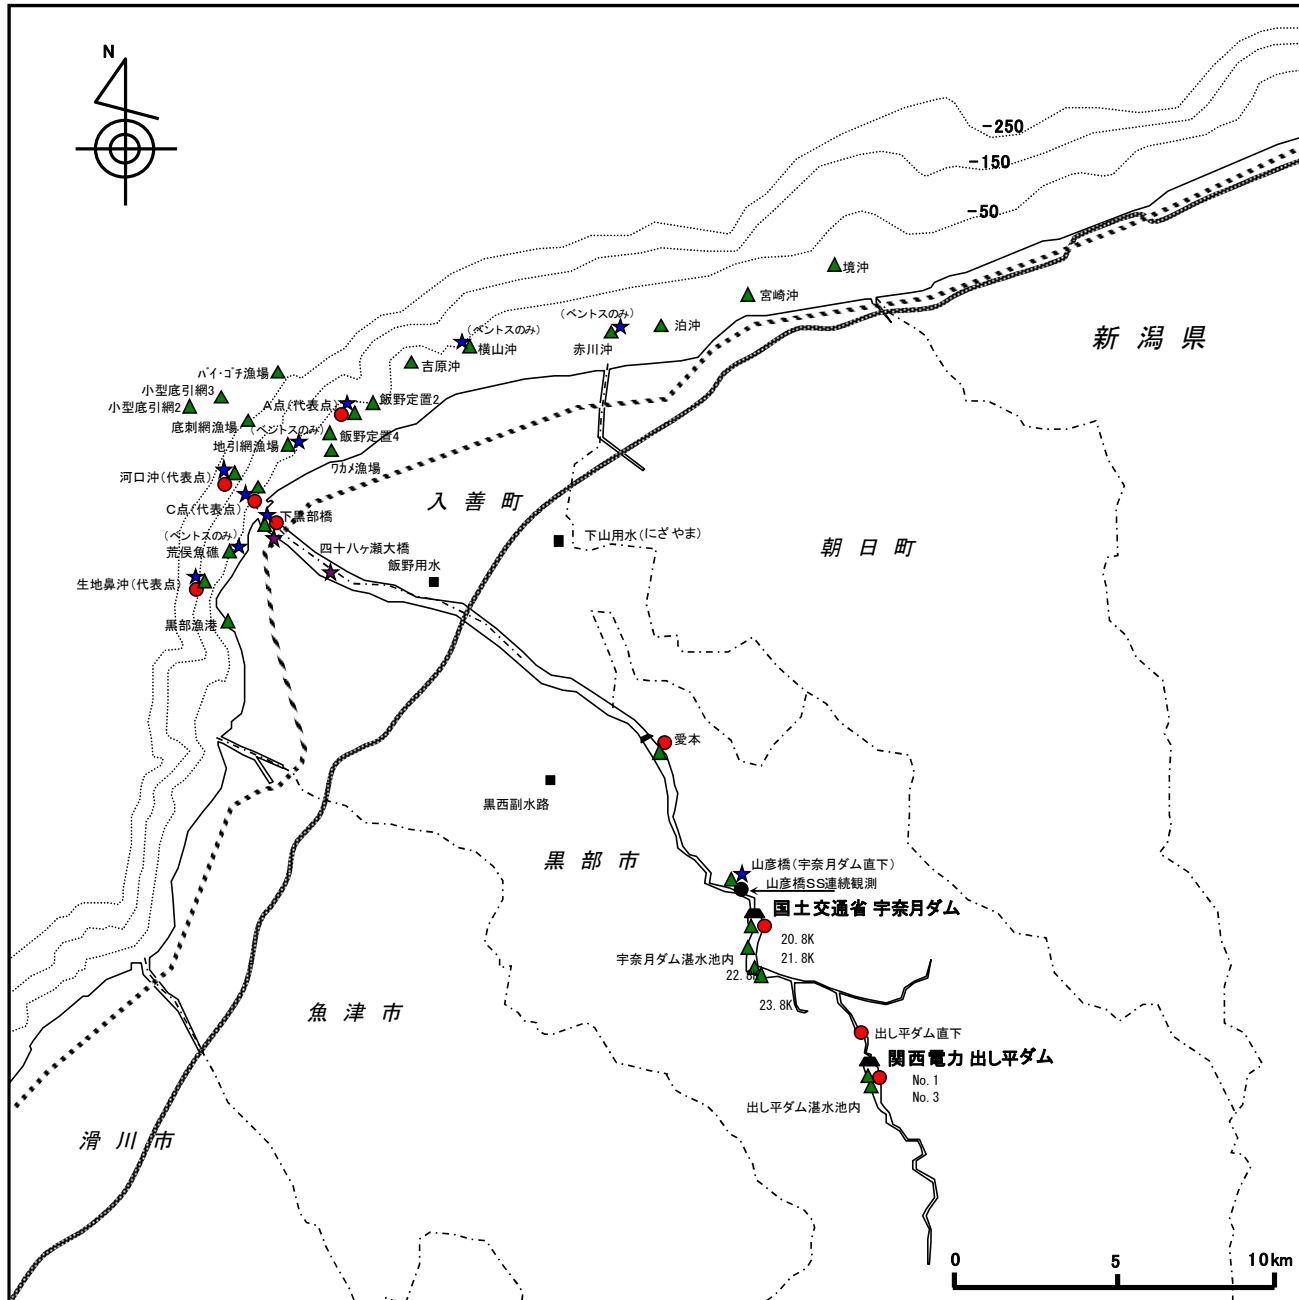 N
-250
-150
-50
境沖
宮崎沖
泊沖
(ベントスのみ)
赤川沖
(ベントスのみ)
横山沖
吉原沖
新潟県
バイ・ゴチ漁場
小型底引網3
小型底引網2
A点(代表点)
飯野定置2
底刺網漁場
(ベントスのみ)
飯野定置4
地引網漁場
ワカメ漁場
河口沖(代表点)
C点(代表点)
下黒部橋
入善町
(ベントスのみ)
荒俣魚礁
四十八ヶ瀬大橋
飯野用水
下山用水(にざやま)
朝日町
生地鼻沖(代表点)
黒部漁港
愛本
黒西副水路
黒部市
山彦橋(宇奈月ダム直下)
山彦橋SS連続観測
国土交通省 宇奈月ダム
20.8K
宇奈月ダム湛水池内
21.8K
22.8K
23.8K
魚津市
出し平ダム直下
関西電力 出し平ダム
No.1
No.3
出し平ダム湛水池内
滑川市
0 5 10km